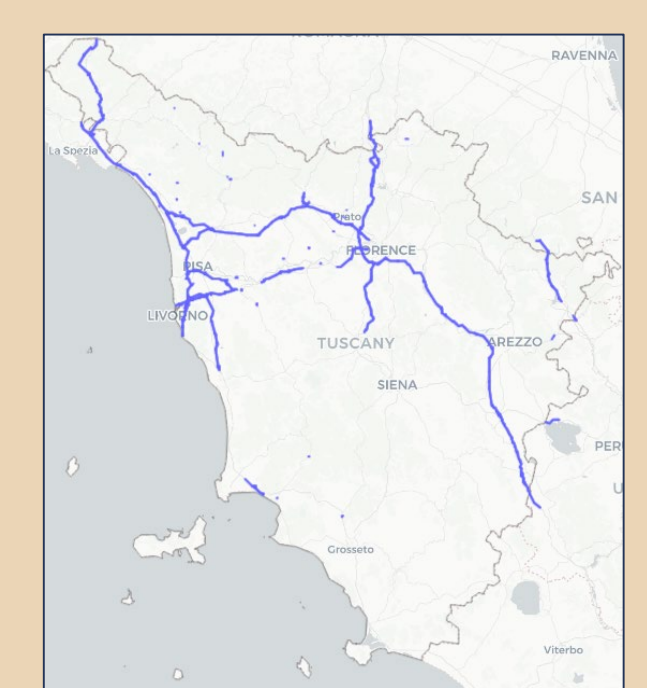 RAVENNA
La Spezia
SAN
Prato
FLORENCE
PISA
LIVORNO
TUSCANY
AREZZO
SIENA
PER
U
Grosseto
Viterbo